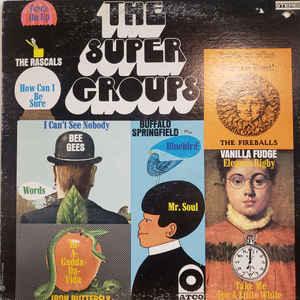 STEREO
THE
SUPER
GROUPS
THE RASCALS
How Can I
Be
Sure
I Can't See Nobody
BEE
GEES
Words
BUFFALO
SPRINGFIELD
Bluebird
Mr. Soul
THE FIREBALLS
VANILLA FUDGE
Eleanor Rigby
Take Me
For A Little While
In-
A-
Gadda-
Da-
Vida
IRON BUTTERFLY
ATCO